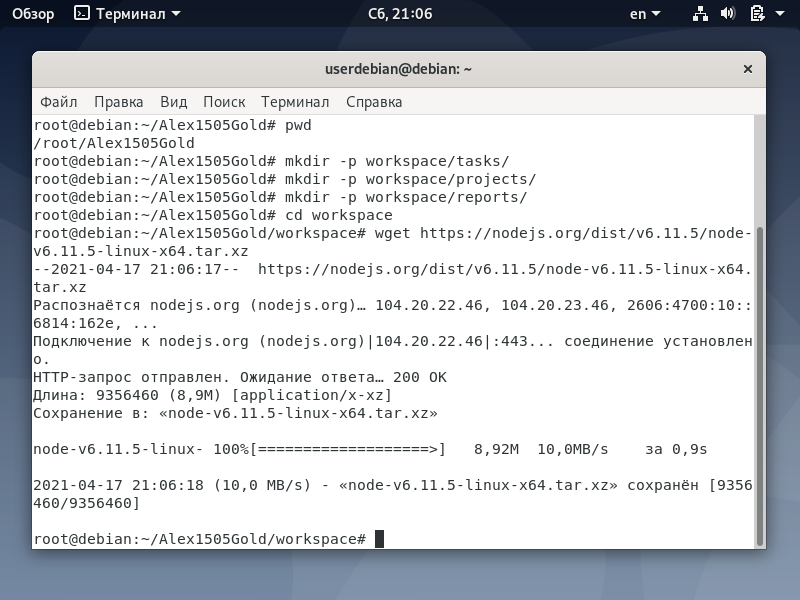 Обзор Терминал Сб, 21:06 en
userdebian@debian: ~ ×
Файл Правка Вид Поиск Терминал Справка
root@debian:~/Alex1505Gold# pwd
/root/Alex1505Gold
root@debian:~/Alex1505Gold# mkdir -p workspace/tasks/
root@debian:~/Alex1505Gold# mkdir -p workspace/projects/
root@debian:~/Alex1505Gold# mkdir -p workspace/reports/
root@debian:~/Alex1505Gold# cd workspace
root@debian:~/Alex1505Gold/workspace# wget https://nodejs.org/dist/v6.11.5/node-
v6.11.5-linux-x64.tar.xz
--2021-04-17 21:06:17--  https://nodejs.org/dist/v6.11.5/node-v6.11.5-linux-x64.
tar.xz
Распознаётся nodejs.org (nodejs.org)… 104.20.22.46, 104.20.23.46, 2606:4700:10::
6814:162e, ...
Подключение к nodejs.org (nodejs.org)|104.20.22.46|:443... соединение установлен
о.
HTTP-запрос отправлен. Ожидание ответа… 200 OK
Длина: 9356460 (8,9M) [application/x-xz]
Сохранение в: «node-v6.11.5-linux-x64.tar.xz»
node-v6.11.5-linux- 100%[===================>]   8,92M  10,0MB/s    за 0,9s
2021-04-17 21:06:18 (10,0 MB/s) - «node-v6.11.5-linux-x64.tar.xz» сохранён [9356
460/9356460]
root@debian:~/Alex1505Gold/workspace#